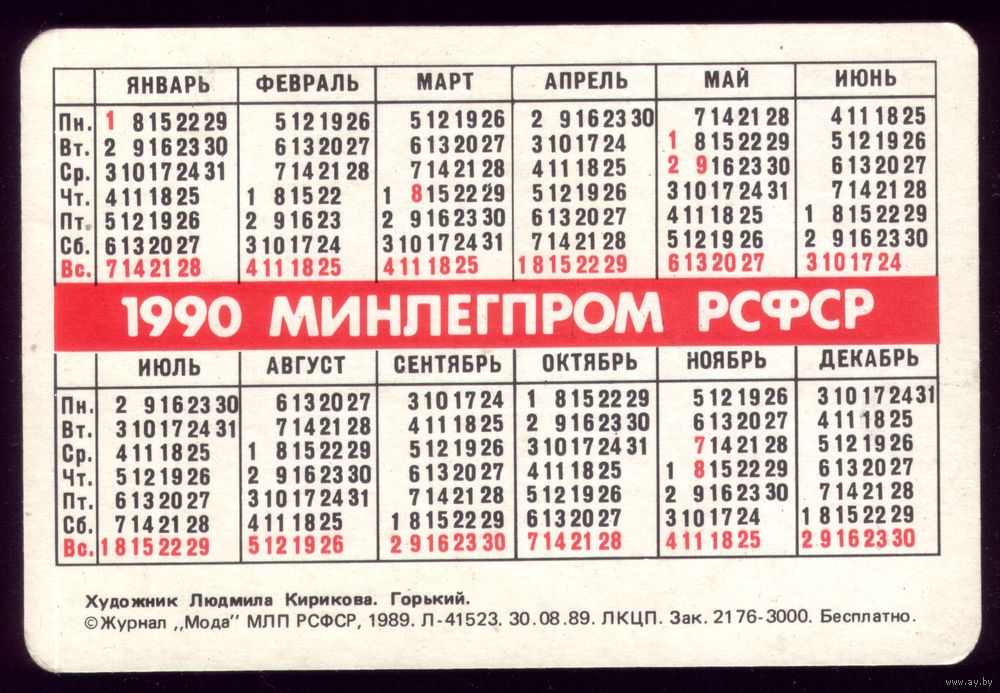 ЯНВАРЬ ФЕВРАЛЬ МАРТ АПРЕЛЬ МАЙ ИЮНЬ
Пн. 1 8 15 22 29 5 12 19 26 5 12 19 26 2 9 16 23 30 7 14 21 28 4 11 18 25
Вт. 2 9 16 23 30 6 13 20 27 6 13 20 27 3 10 17 24 1 8 15 22 29 5 12 19 26
Ср. 3 10 17 24 31 7 14 21 28 7 14 21 28 4 11 18 25 2 9 16 23 30 6 13 20 27
Чт. 4 11 18 25 1 8 15 22 1 8 15 22 29 5 12 19 26 3 10 17 24 31 7 14 21 28
Пт. 5 12 19 26 2 9 16 23 2 9 16 23 30 6 13 20 27 4 11 18 25 1 8 15 22 29
Сб. 6 13 20 27 3 10 17 24 3 10 17 24 31 7 14 21 28 5 12 19 26 2 9 16 23 30
Вс. 7 14 21 28 4 11 18 25 4 11 18 25 1 8 15 22 29 6 13 20 27 3 10 17 24
1990 МИНЛЕГПРОМ РСФСР
ИЮЛЬ АВГУСТ СЕНТЯБРЬ ОКТЯБРЬ НОЯБРЬ ДЕКАБРЬ
Пн. 2 9 16 23 30 6 13 20 27 3 10 17 24 1 8 15 22 29 5 12 19 26 3 10 17 24 31
Вт. 3 10 17 24 31 7 14 21 28 4 11 18 25 2 9 16 23 30 6 13 20 27 4 11 18 25
Ср. 4 11 18 25 1 8 15 22 29 5 12 19 26 3 10 17 24 31 7 14 21 28 5 12 19 26
Чт. 5 12 19 26 2 9 16 23 30 6 13 20 27 4 11 18 25 1 8 15 22 29 6 13 20 27
Пт. 6 13 20 27 3 10 17 24 31 7 14 21 28 5 12 19 26 2 9 16 23 30 7 14 21 28
Сб. 7 14 21 28 4 11 18 25 1 8 15 22 29 6 13 20 27 3 10 17 24 1 8 15 22 29
Вс. 1 8 15 22 29 5 12 19 26 2 9 16 23 30 7 14 21 28 4 11 18 25 2 9 16 23 30
Художник Людмила Кирикова. Горький.
©Журнал „Мода" МЛП РСФСР, 1989. Л-41523. 30.08.89. ЛКЦП. Зак. 2176-3000. Бесплатно.
www.ay.by